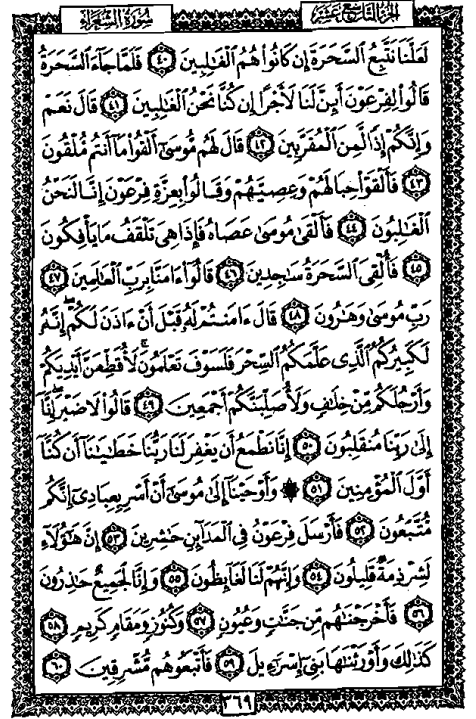 الجزء التاسع عشر
سورة الشعراء
لَعَلَّنَا نَتَّبِعُ السَّحَرَةَ إِن كَانُوا هُمُ الْغَالِبِينَ ٤٠ فَلَمَّا جَاءَ السَّحَرَةُ
قَالُوا لِفِرْعَوْنَ أَئِنَّ لَنَا لَأَجْرًا إِن كُنَّا نَحْنُ الْغَالِبِينَ ٤١ قَالَ نَعَمْ
وَإِنَّكُمْ إِذًا لَّمِنَ الْمُقَرَّبِينَ ٤٢ قَالَ لَهُم مُّوسَىٰ أَلْقُوا مَا أَنتُم مُّلْقُونَ
٤٣ فَأَلْقَوْا حِبَالَهُمْ وَعِصِيَّهُمْ وَقَالُوا بِعِزَّةِ فِرْعَوْنَ إِنَّا لَنَحْنُ
الْغَالِبُونَ ٤٤ فَأَلْقَىٰ مُوسَىٰ عَصَاهُ فَإِذَا هِيَ تَلْقَفُ مَا يَأْفِكُونَ
٤٥ فَأُلْقِيَ السَّحَرَةُ سَاجِدِينَ ٤٦ قَالُوا ءَامَنَّا بِرَبِّ الْعَالَمِينَ ٤٧
رَبِّ مُوسَىٰ وَهَارُونَ ٤٨ قَالَ ءَامَنتُمْ لَهُ قَبْلَ أَنْ ءَاذَنَ لَكُمْ إِنَّهُ
لَكَبِيرُكُمُ الَّذِي عَلَّمَكُمُ السِّحْرَ فَلَسَوْفَ تَعْلَمُونَ لَأُقَطِّعَنَّ أَيْدِيَكُمْ
وَأَرْجُلَكُم مِّنْ خِلَافٍ وَلَأُصَلِّبَنَّكُمْ أَجْمَعِينَ ٤٩ قَالُوا لَا ضَيْرَ إِنَّا
إِلَىٰ رَبِّنَا مُنقَلِبُونَ ٥٠ إِنَّا نَطْمَعُ أَن يَغْفِرَ لَنَا رَبُّنَا خَطَايَانَا أَن كُنَّا
أَوَّلَ الْمُؤْمِنِينَ ٥١ ۞ وَأَوْحَيْنَا إِلَىٰ مُوسَىٰ أَنْ أَسْرِ بِعِبَادِي إِنَّكُم
مُّتَّبَعُونَ ٥٢ فَأَرْسَلَ فِرْعَوْنُ فِي الْمَدَائِنِ حَاشِرِينَ ٥٣ إِنَّ هَٰؤُلَاءِ
لَشِرْذِمَةٌ قَلِيلُونَ ٥٤ وَإِنَّهُمْ لَنَا لَغَائِظُونَ ٥٥ وَإِنَّا لَجَمِيعٌ حَاذِرُونَ
٥٦ فَأَخْرَجْنَاهُم مِّن جَنَّاتٍ وَعُيُونٍ ٥٧ وَكُنُوزٍ وَمَقَامٍ كَرِيمٍ ٥٨
كَذَٰلِكَ وَأَوْرَثْنَاهَا بَنِي إِسْرَاءِيلَ ٥٩ فَأَتْبَعُوهُم مُّشْرِقِينَ ٦٠
٣٦٩